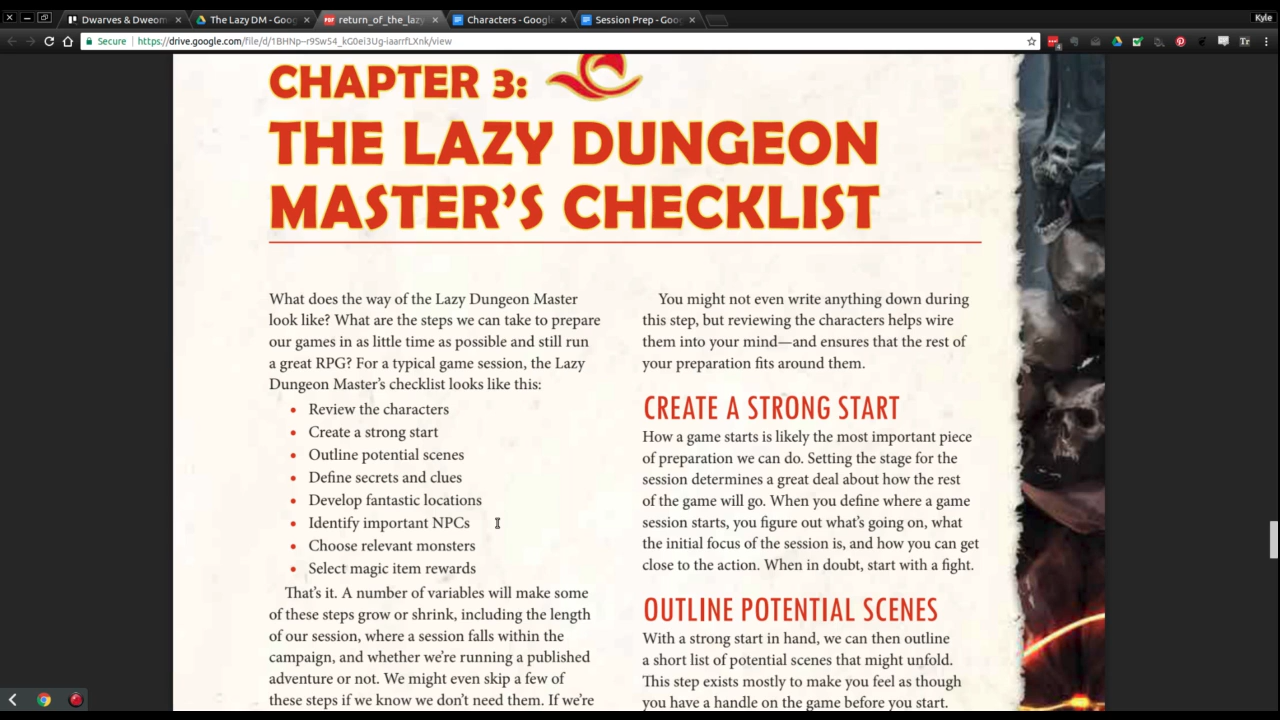 Dwarves & Dweom
The Lazy DM - Goog
return_of_the_lazy
Characters - Google
Session Prep - Goog
Kyle
Secure
CHAPTER 3:
THE LAZY DUNGEON
MASTER'S CHECKLIST
What does the way of the Lazy Dungeon Master
look like? What are the steps we can take to prepare
our games in as little time as possible and still run
a great RPG? For a typical game session, the Lazy
Dungeon Master's checklist looks like this:
• Review the characters
• Create a strong start
• Outline potential scenes
• Define secrets and clues
• Develop fantastic locations
• Identify important NPCs
• Choose relevant monsters
• Select magic item rewards
That's it. A number of variables will make some
of these steps grow or shrink, including the length
of our session, where a session falls within the
campaign, and whether we're running a published
adventure or not. We might even skip a few of
these steps if we know we don't need them. If we're
You might not even write anything down during
this step, but reviewing the characters helps wire
them into your mind—and ensures that the rest of
your preparation fits around them.
CREATE A STRONG START
How a game starts is likely the most important piece
of preparation we can do. Setting the stage for the
session determines a great deal about how the rest
of the game will go. When you define where a game
session starts, you figure out what's going on, what
the initial focus of the session is, and how you can get
close to the action. When in doubt, start with a fight.
OUTLINE POTENTIAL SCENES
With a strong start in hand, we can then outline
a short list of potential scenes that might unfold.
This step exists mostly to make you feel as though
you have a handle on the game before you start.